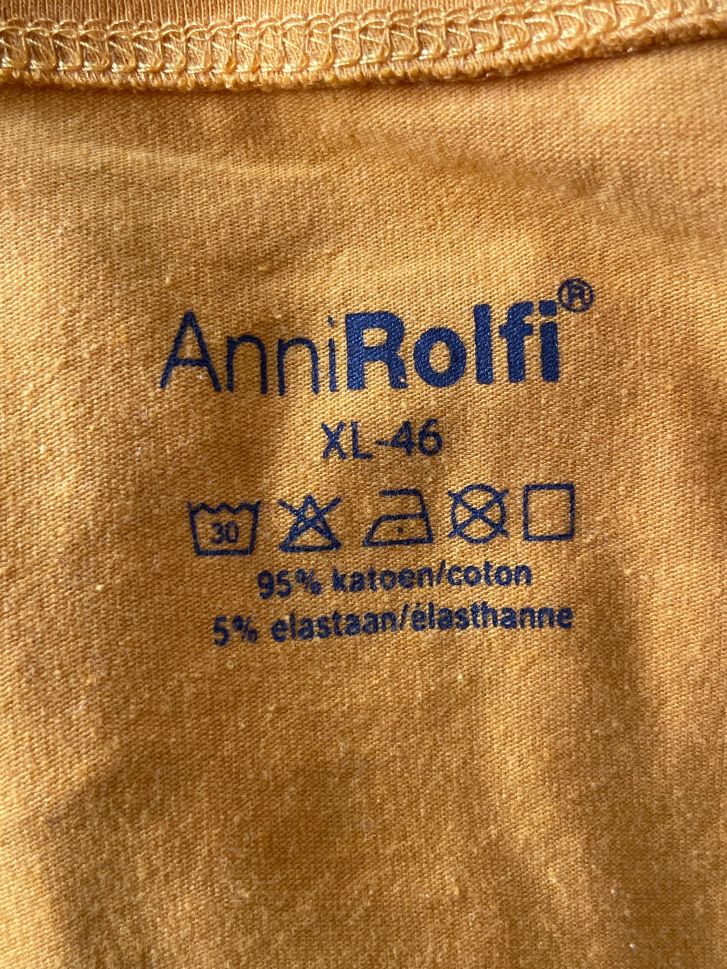 AnniRolfi®
XL-46
30
95% katoen/coton
5% elastaan/élasthanne